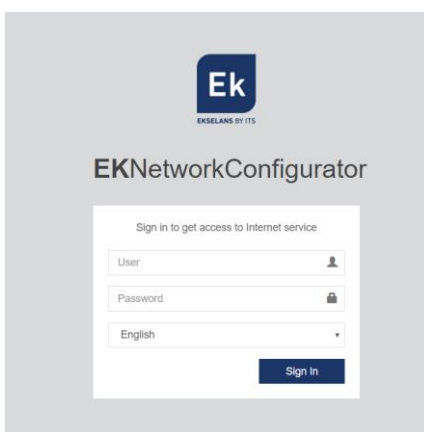 Ek
EKSELANS BY ITS
EKNetworkConfigurator
Sign in to get access to Internet service
User
Password
English
Sign In